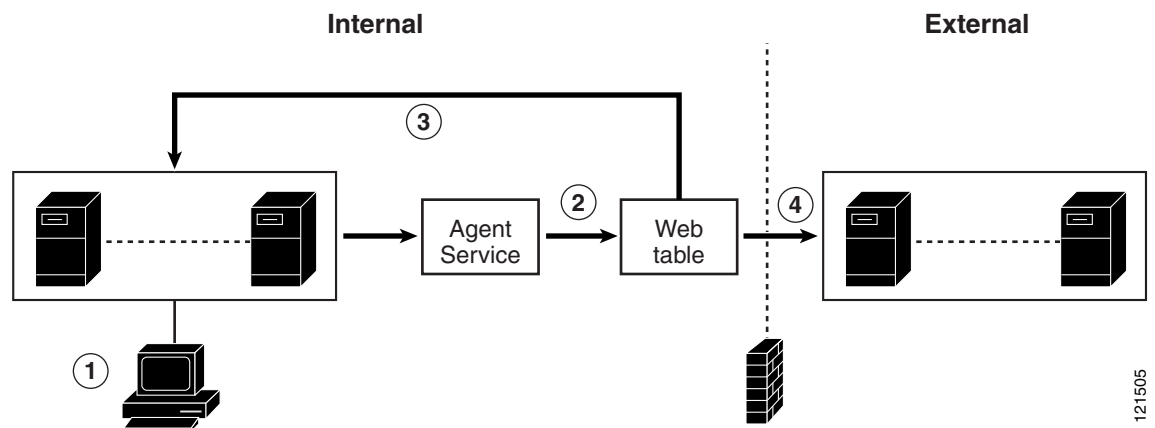 Internal
External
3
2
4
Agent
Service
Web
table
1
121505